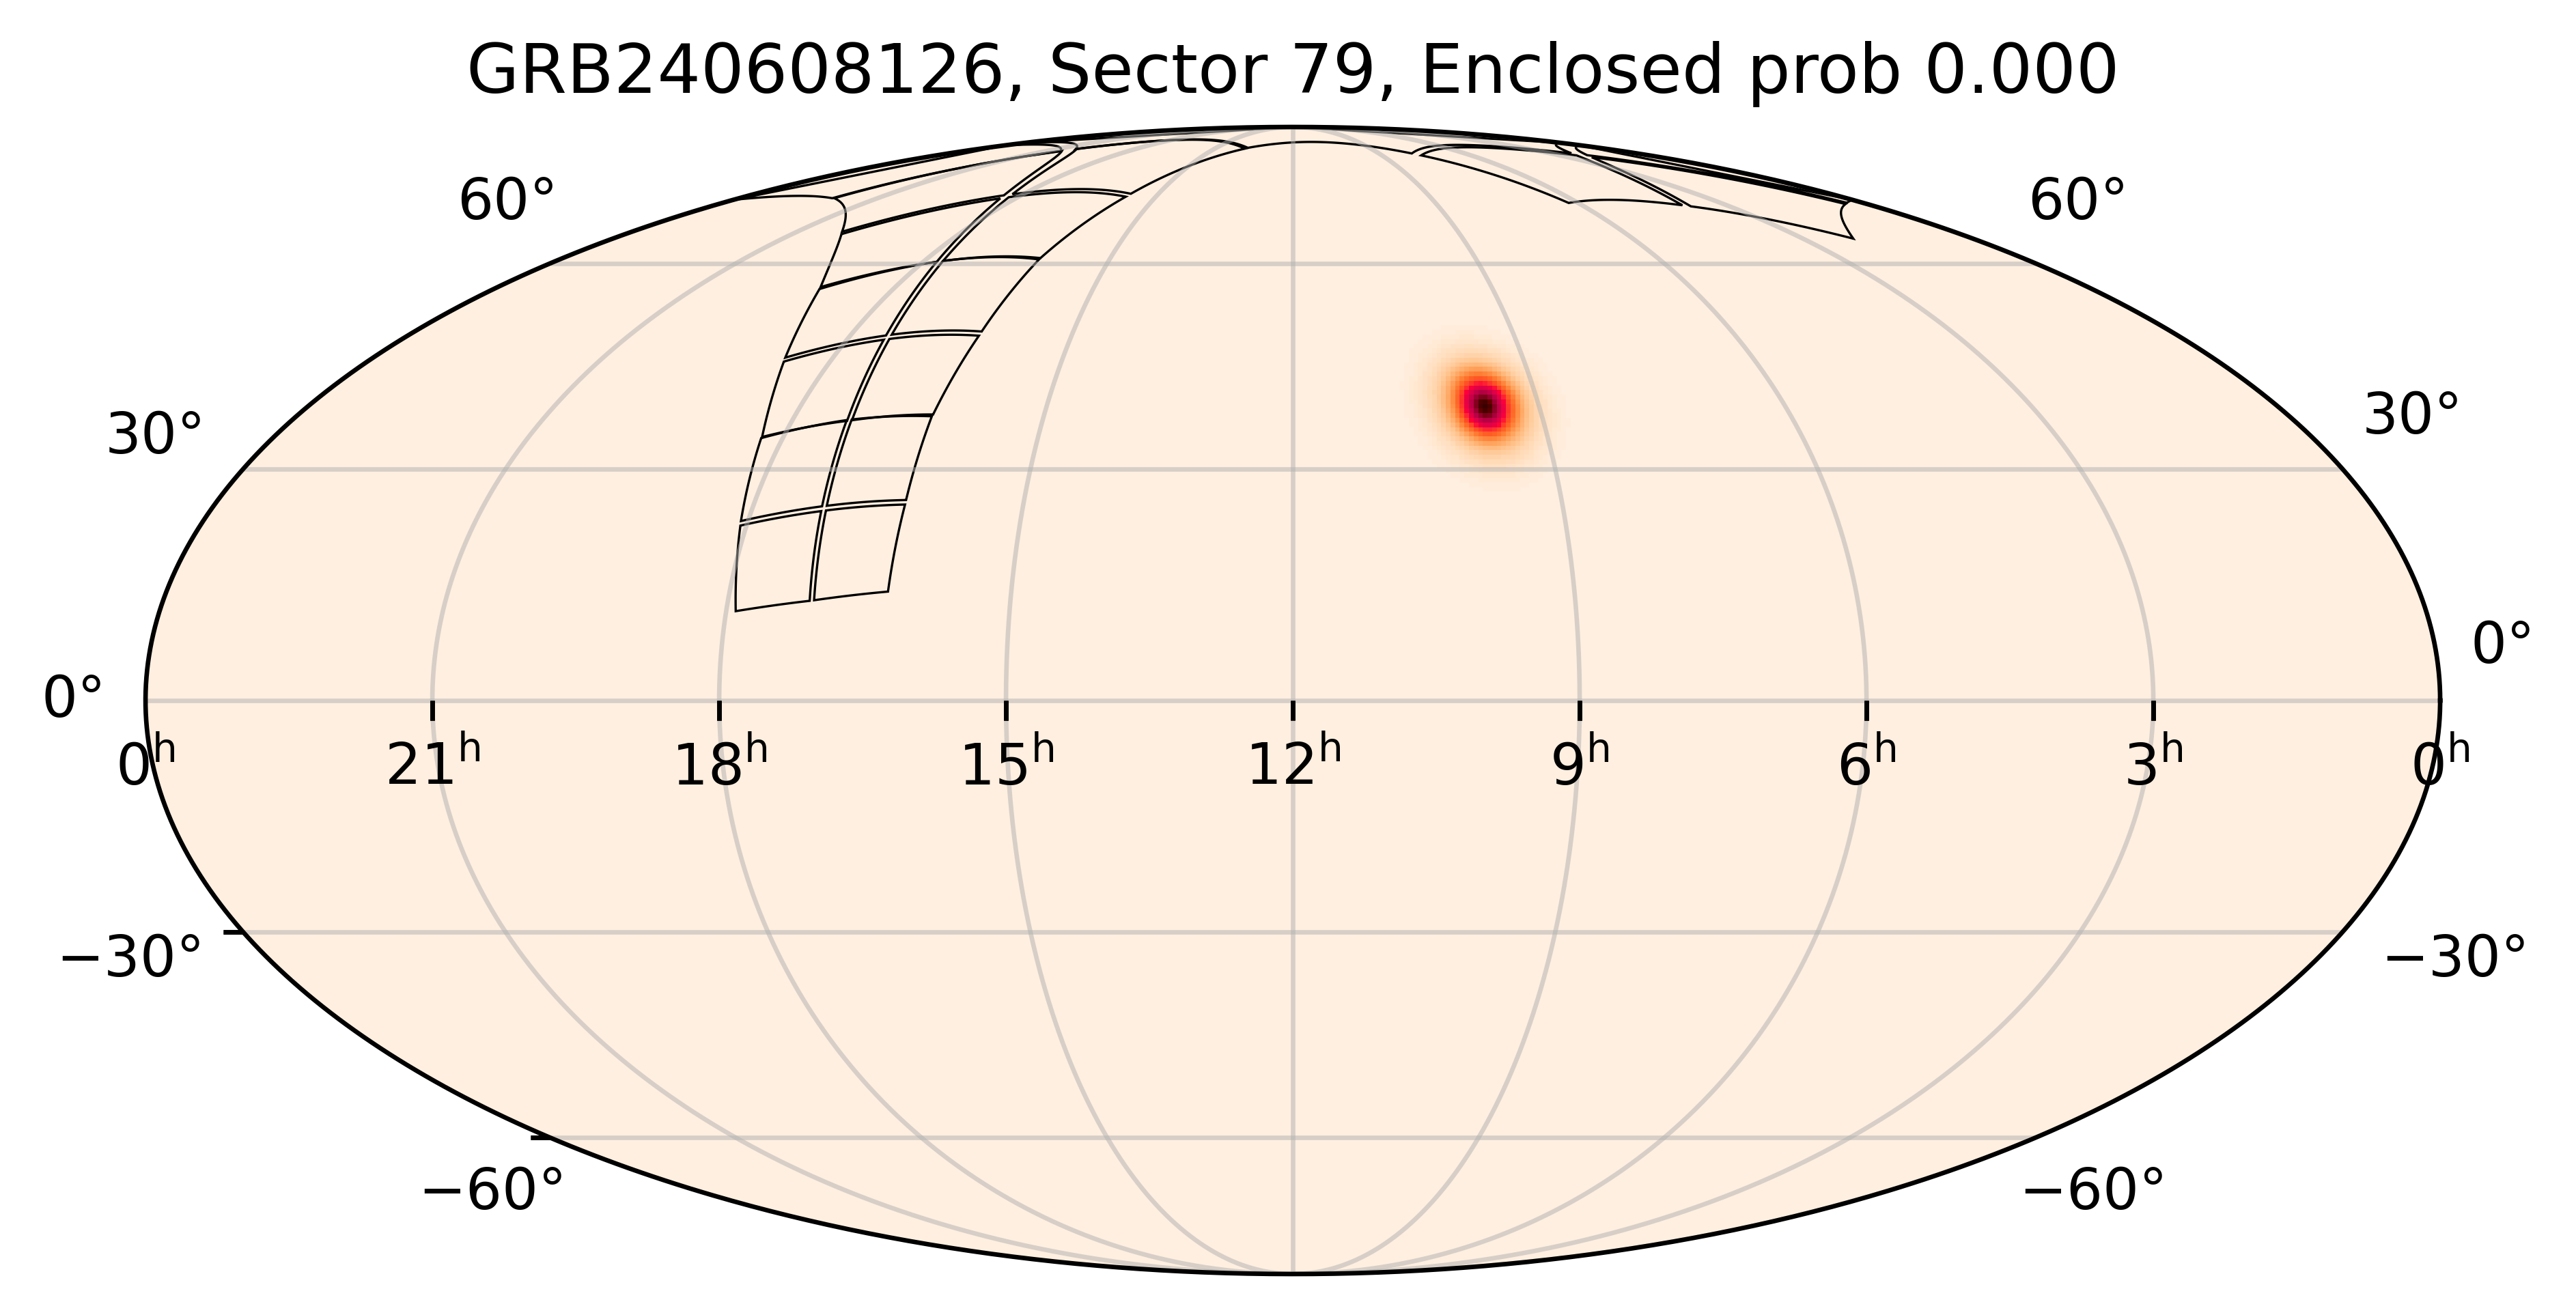 GRB240608126, Sector 79, Enclosed prob 0.000
60° 60°
30° 30°
0° 0°
0h 21h 18h 15h 12h 9h 6h 3h 0h
−30° −30°
−60° −60°